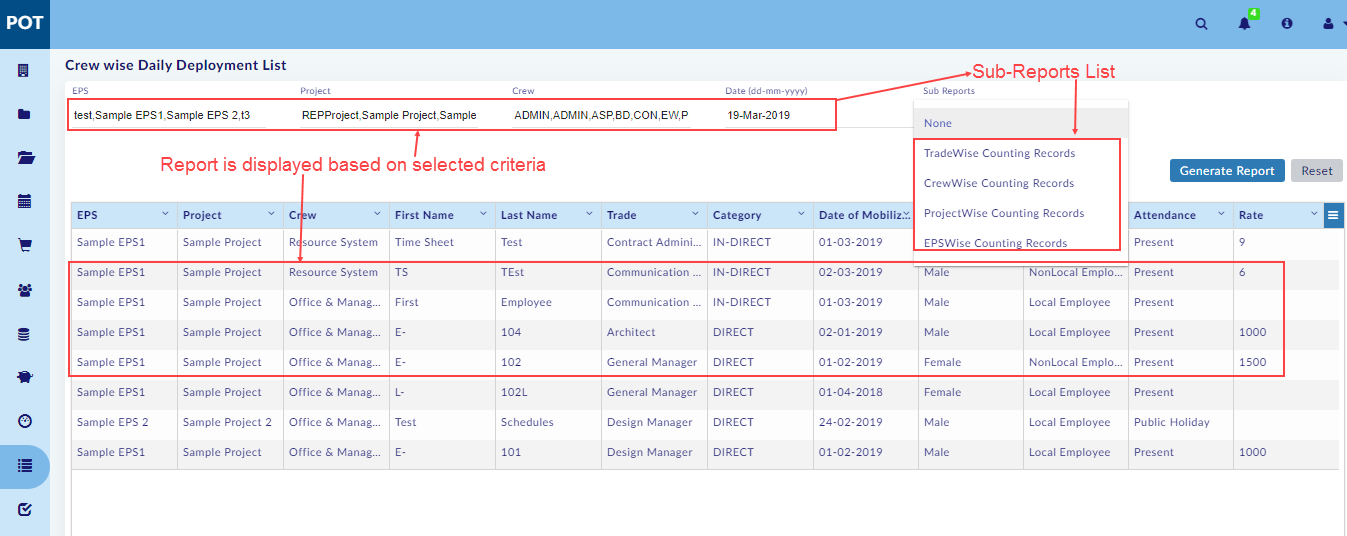 POT
4
Crew wise Daily Deployment List
Sub-Reports List
EPS Project Crew Date (dd-mm-yyyy) Sub Reports
test,Sample EPS1,Sample EPS 2,t3 REPProject,Sample Project,Sample ADMIN,ADMIN,ASP,BD,CON,EW,P 19-Mar-2019
None
TradeWise Counting Records
CrewWise Counting Records
ProjectWise Counting Records
EPSWise Counting Records
Report is displayed based on selected criteria
Generate Report Reset
EPS Project Crew First Name Last Name Trade Category Date of Mobiliz... Attendance Rate
Sample EPS1 Sample Project Resource System Time Sheet Test Contract Admini... IN-DIRECT 01-03-2019 Present 9
Sample EPS1 Sample Project Resource System TS TEst Communication ... IN-DIRECT 02-03-2019 Male NonLocal Emplo... Present 6
Sample EPS1 Sample Project Office & Manag... First Employee Communication ... IN-DIRECT 01-03-2019 Male Local Employee Present
Sample EPS1 Sample Project Office & Manag... E- 104 Architect DIRECT 02-01-2019 Male Local Employee Present 1000
Sample EPS1 Sample Project Office & Manag... E- 102 General Manager DIRECT 01-02-2019 Female NonLocal Emplo... Present 1500
Sample EPS1 Sample Project Office & Manag... L- 102L General Manager DIRECT 01-04-2018 Female Local Employee Present
Sample EPS 2 Sample Project 2 Office & Manag... Test Schedules Design Manager DIRECT 24-02-2019 Male Local Employee Public Holiday
Sample EPS1 Sample Project Office & Manag... E- 101 Design Manager DIRECT 01-02-2019 Male Local Employee Present 1000